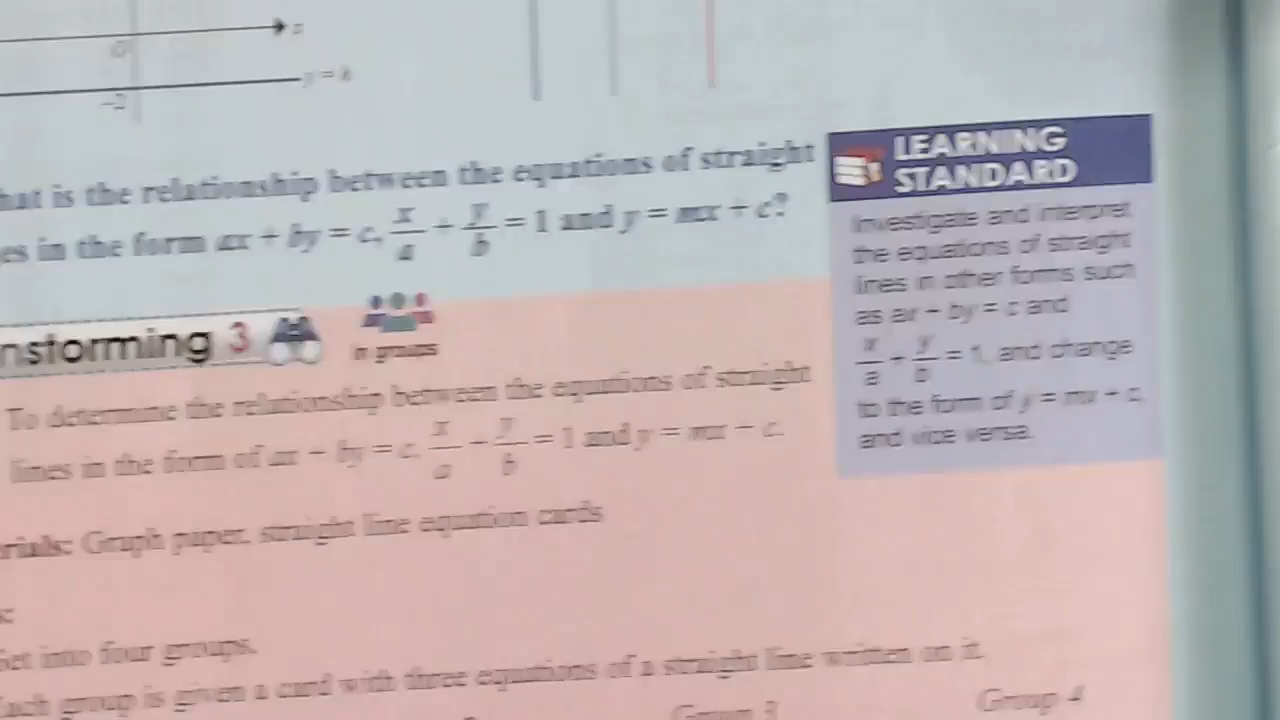 x
O
y = k
-2
hat is the relationship between the equations of straight
es in the form ax + by = c, x/a + y/b = 1 and y = mx + c?
LEARNING
STANDARD
Investigate and interpret
the equations of straight
lines in other forms such
as ax + by = c and
x/a + y/b = 1, and change
to the form of y = mx + c,
and vice versa.
nstorming 3
In groups
To determine the relationship between the equations of straight
lines in the form of ax + by = c, x/a + y/b = 1 and y = mx + c.
rials: Graph paper, straight line equation cards
et into four groups.
Each group is given a card with three equations of a straight line written on it.
Group 3
Group 4